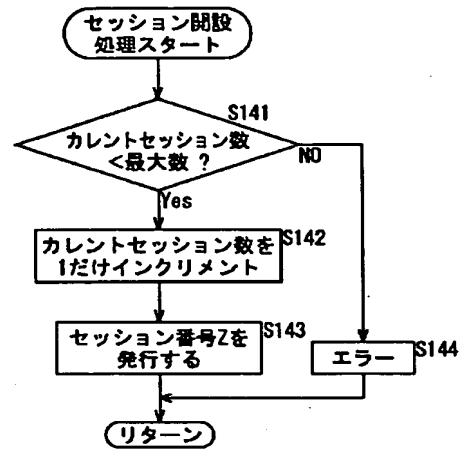 セッション開設
処理スタート
S141
カレントセッション数
<最大数 ?
NO
Yes
カレントセッション数を
1だけインクリメント
S142
セッション番号Zを
発行する
S143
エラー
S144
リターン